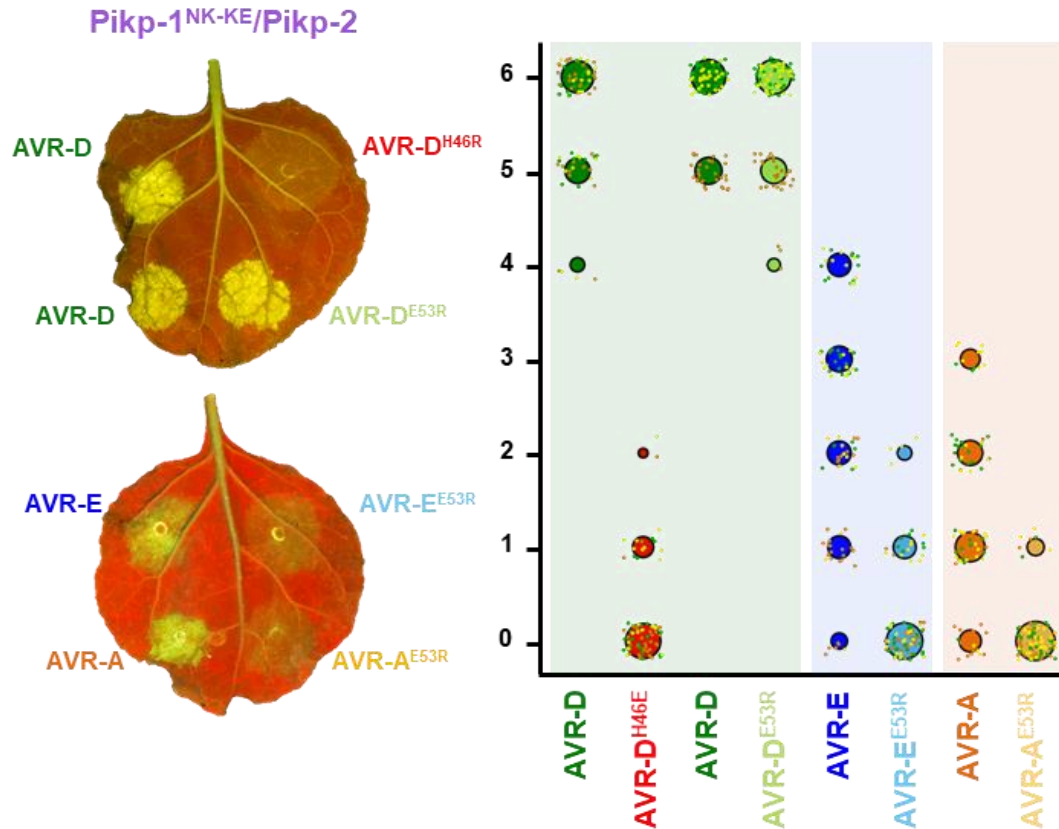 Pikp-1NK-KE/Pikp-2
AVR-D
AVR-DH46R
AVR-D
AVR-DE53R
AVR-E
AVR-EE53R
AVR-A
AVR-AE53R
6
5
4
3
2
1
0
AVR-D
AVR-DH46E
AVR-D
AVR-DE53R
AVR-E
AVR-EE53R
AVR-A
AVR-AE53R